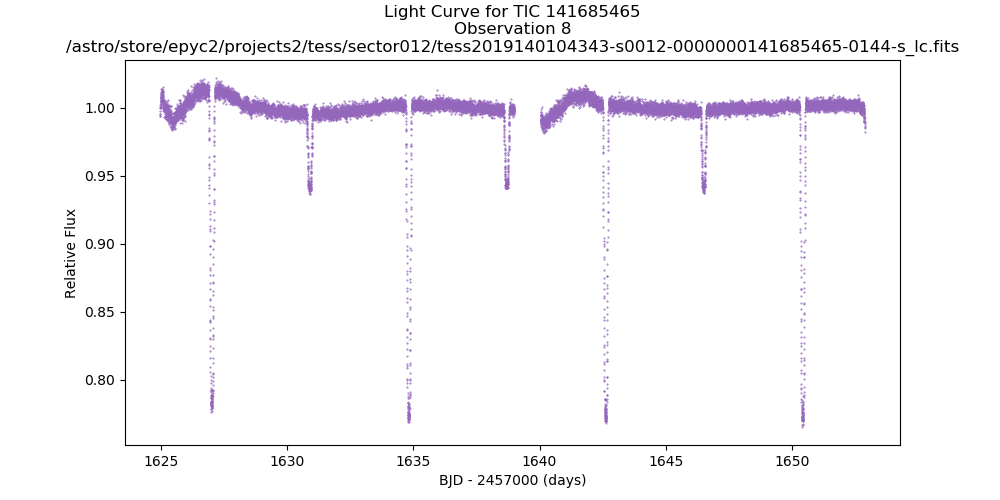 Light Curve for TIC 141685465
Observation 8
/astro/store/epyc2/projects2/tess/sector012/tess2019140104343-s0012-0000000141685465-0144-s_lc.fits
Relative Flux
1.00
0.95
0.90
0.85
0.80
1625
1630
1635
1640
1645
1650
BJD - 2457000 (days)